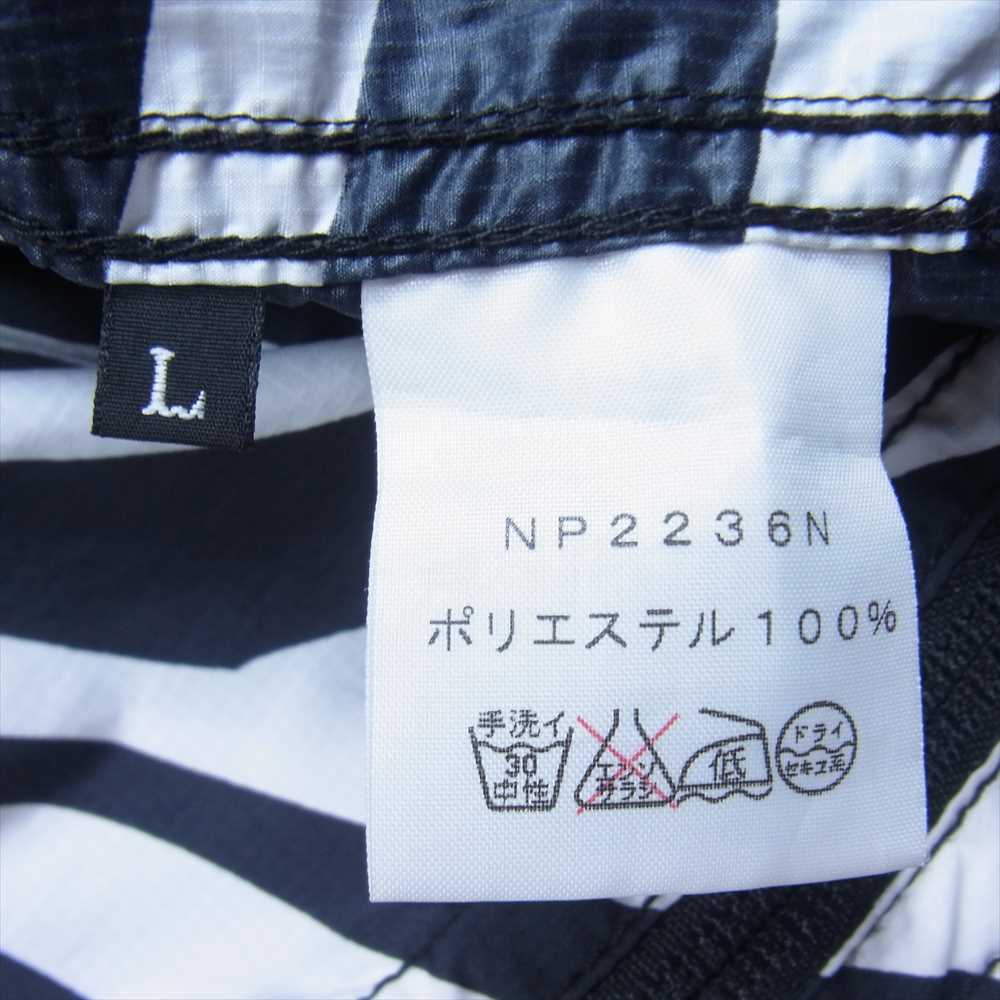 L
NP2236N
ポリエステル100%
手洗イ
30
中性
エンソ
サラシ
低
ドライ
セキユ系